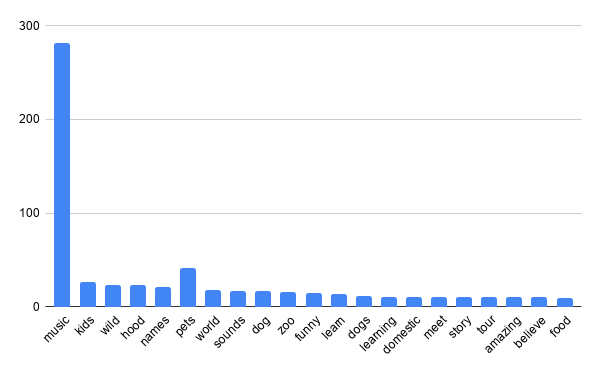 300
200
100
0
music kids wild hood names pets world sounds dog zoo funny learn dogs learning domestic meet story tour amazing believe food